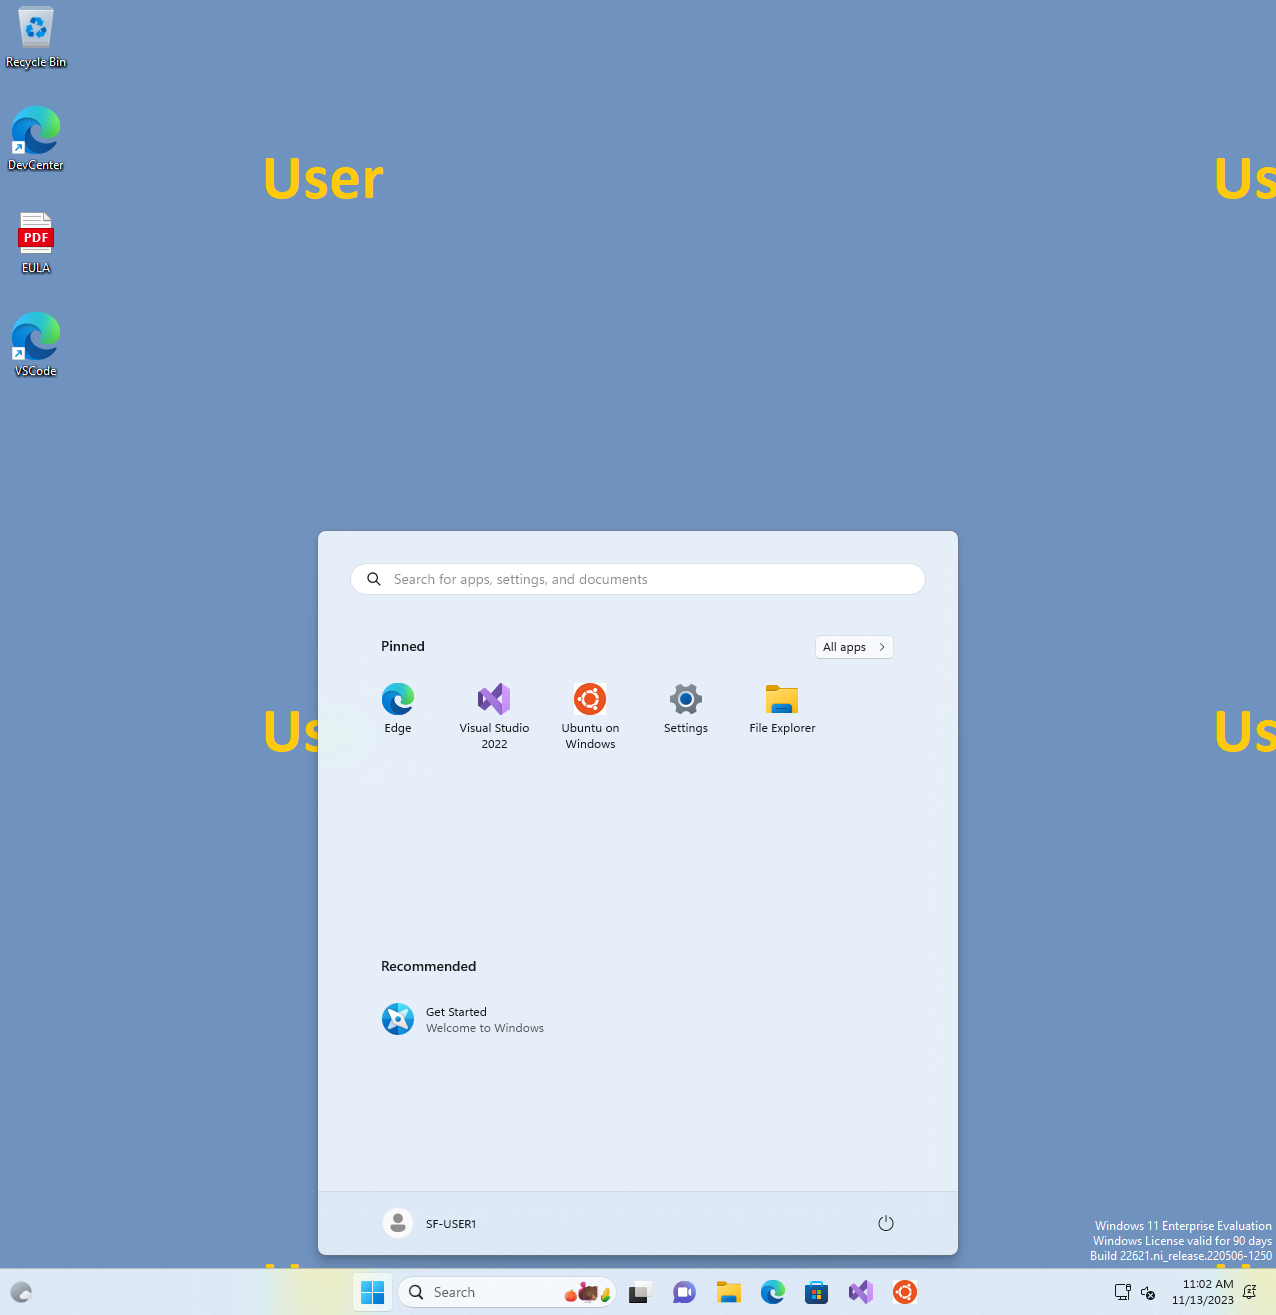 Recycle Bin
DevCenter
User
Us
PDF
EULA
VSCode
Search for apps, settings, and documents
Pinned
All apps
Edge
Visual Studio
2022
Ubuntu on
Windows
Settings
File Explorer
Us
Recommended
Get Started
Welcome to Windows
SF-USER1
Windows 11 Enterprise Evaluation
Windows License valid for 90 days
Build 22621.ni_release.220506-1250
Search
11:02 AM
11/13/2023